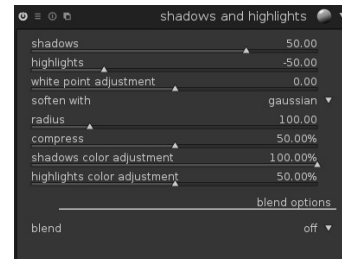 shadows and highlights
shadows 50.00
highlights -50.00
white point adjustment 0.00
soften with gaussian
radius 100.00
compress 50.00%
shadows color adjustment 100.00%
highlights color adjustment 50.00%
blend options
blend off